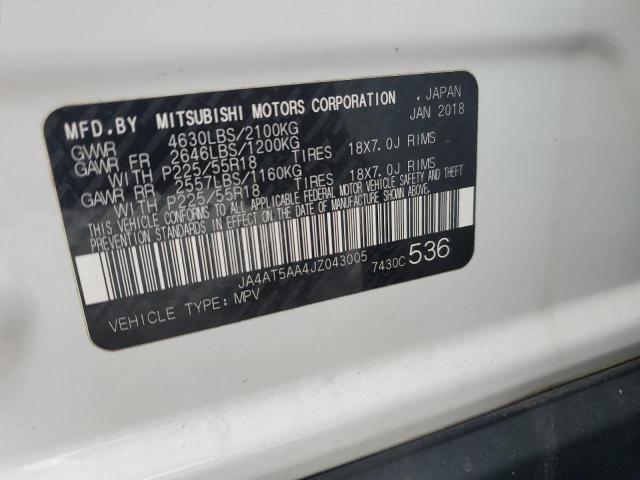 MFD.BY MITSUBISHI MOTORS CORPORATION , JAPAN
JAN 2018
GVWR 4630LBS/2100KG
GAWR FR 2646LBS/1200KG
WITH P225/55R18 TIRES 18X7.0J RIMS
GAWR RR 2557LBS/1160KG
WITH P225/55R18 TIRES 18X7.0J RIMS
THIS VEHICLE CONFORMS TO ALL APPLICABLE FEDERAL MOTOR VEHICLE SAFETY AND THEFT
PREVENTION STANDARDS IN EFFECT ON THE DATE OF MANUFACTURE SHOWN ABOVE.
JA4AT5AA4JZ043005
7430C 536
VEHICLE TYPE: MPV